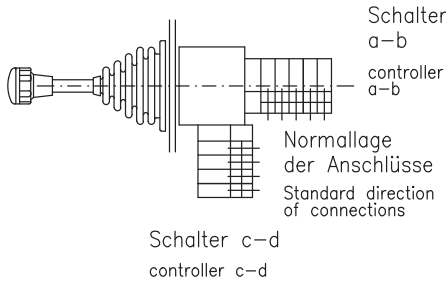 Schalter
a-b
controller
a-b
Normallage
der Anschlüsse
Standard direction
of connections
Schalter c-d
controller c-d